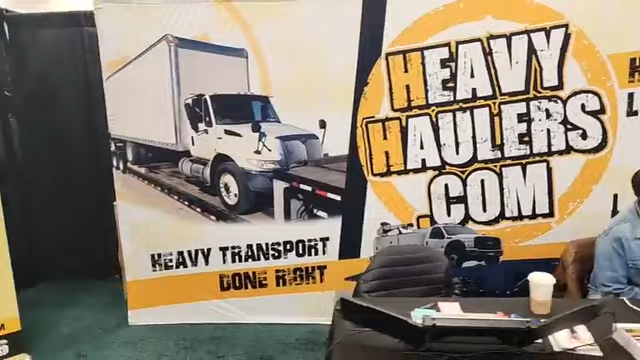 HEAVY
HAULERS
.COM
HEAVY TRANSPORT
DONE RIGHT